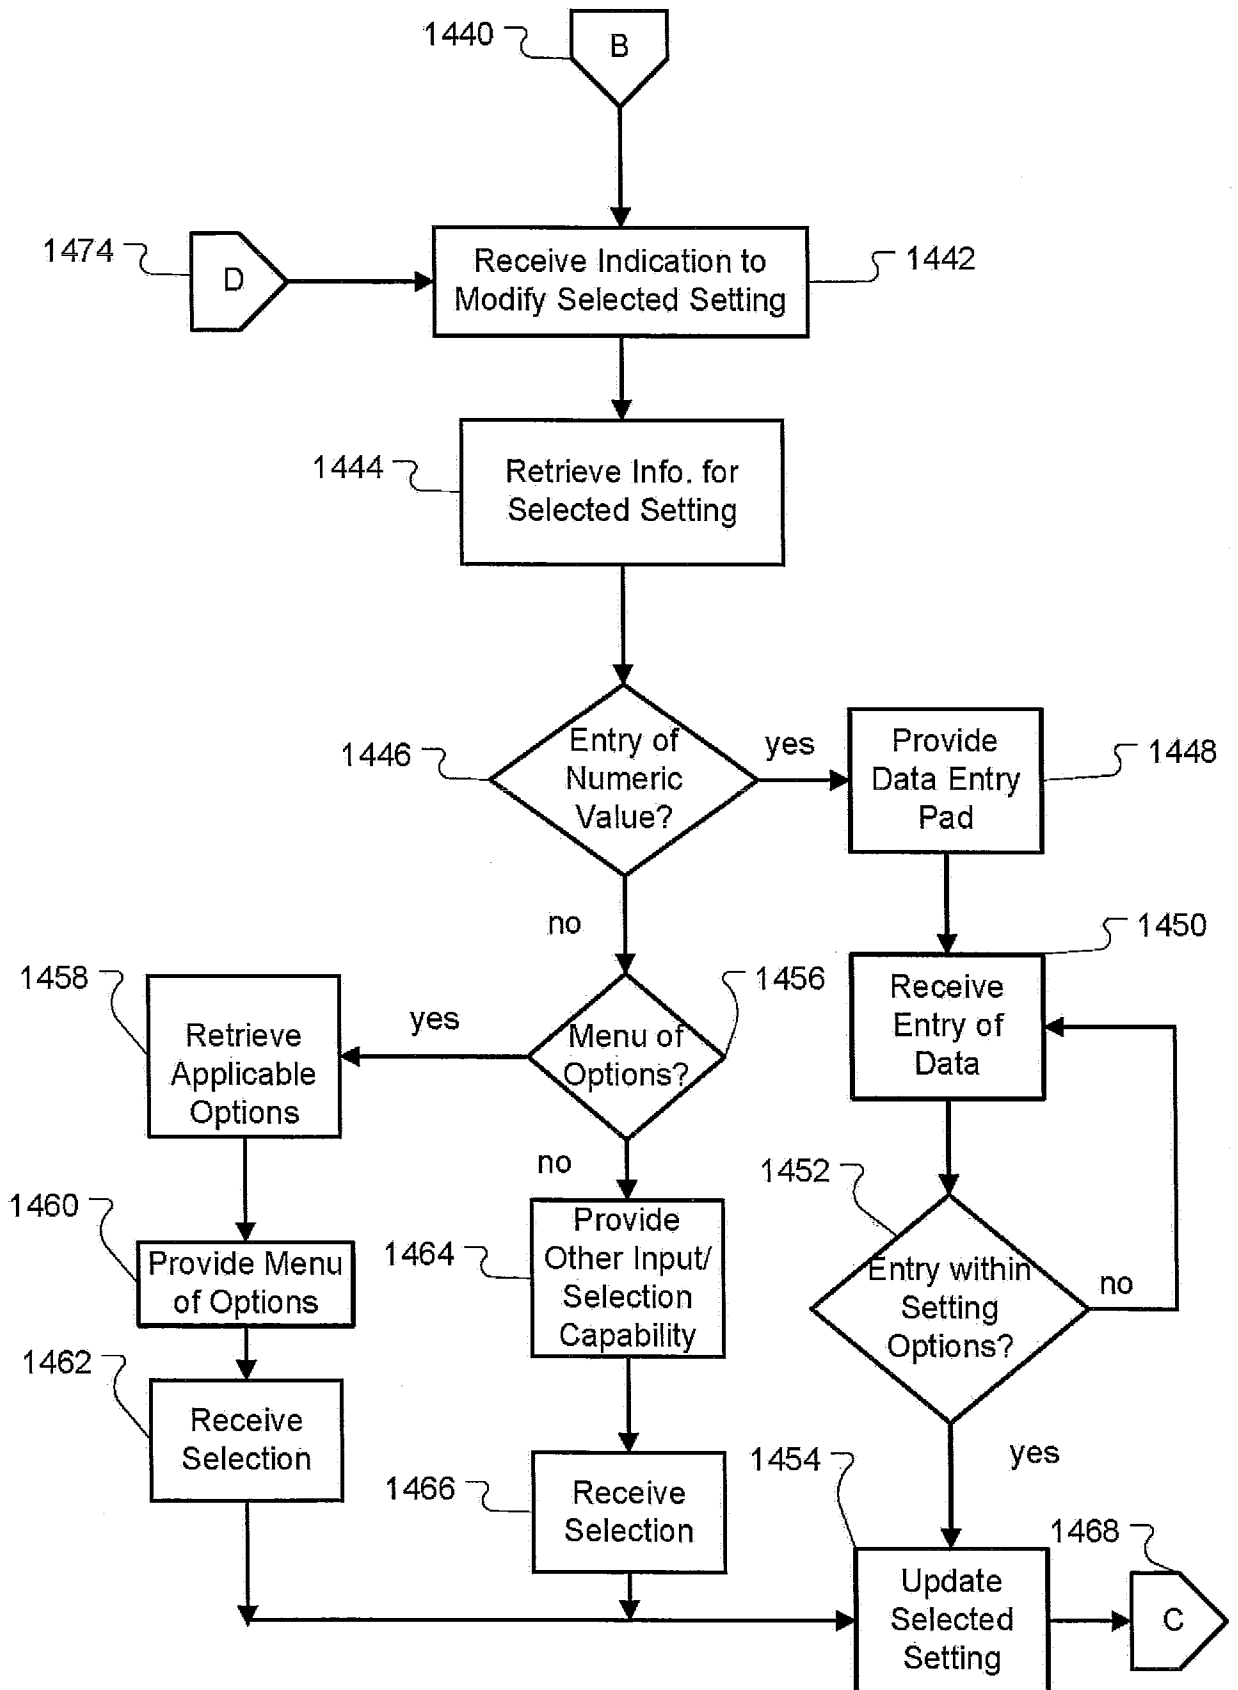 1440
B
1474
D
Receive Indication to
Modify Selected Setting
1442
1444
Retrieve Info. for
Selected Setting
1446
Entry of
Numeric
Value?
yes
Provide
Data Entry
Pad
1448
no
1450
Receive
Entry of
Data
1458
Retrieve
Applicable
Options
yes
Menu of
Options?
1456
no
1452
Entry within
Setting
Options?
no
1460
Provide Menu
of Options
1464
Provide
Other Input/
Selection
Capability
1462
Receive
Selection
1466
Receive
Selection
yes
1454
Update
Selected
Setting
1468
C